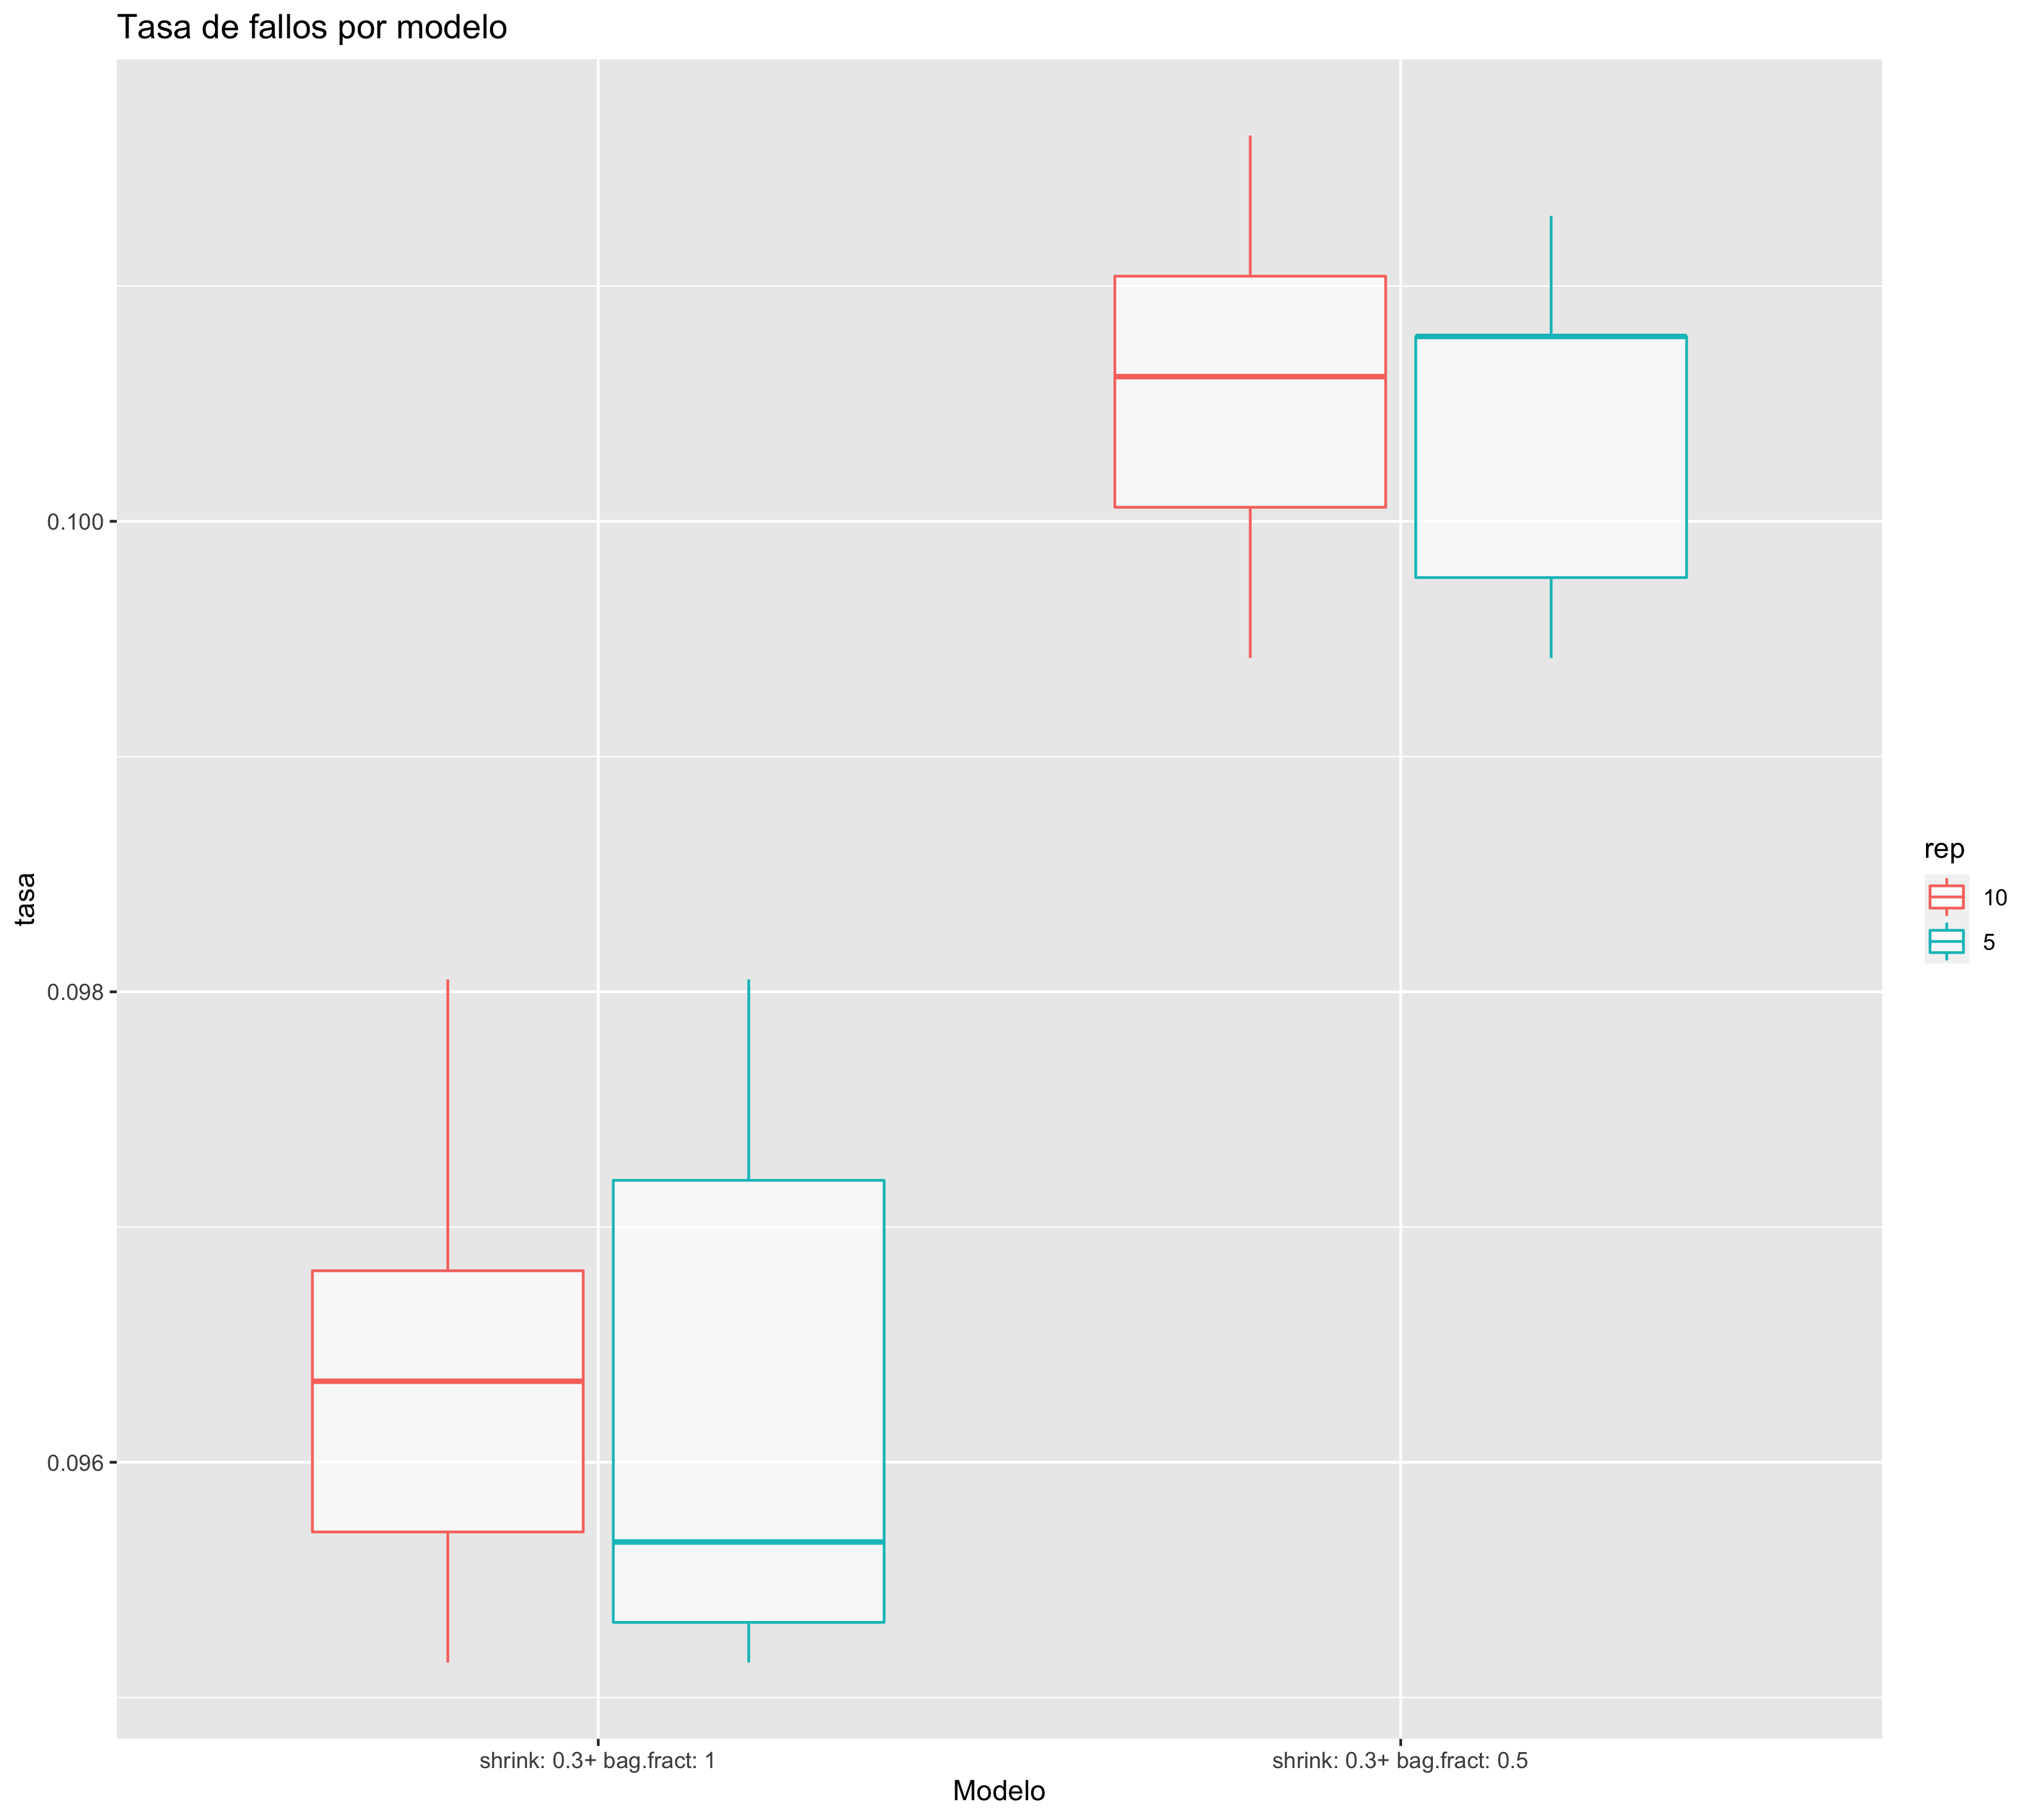 Tasa de fallos por modelo
tasa
0.100
0.098
0.096
shrink: 0.3+ bag.fract: 1
shrink: 0.3+ bag.fract: 0.5
Modelo
rep
10
5